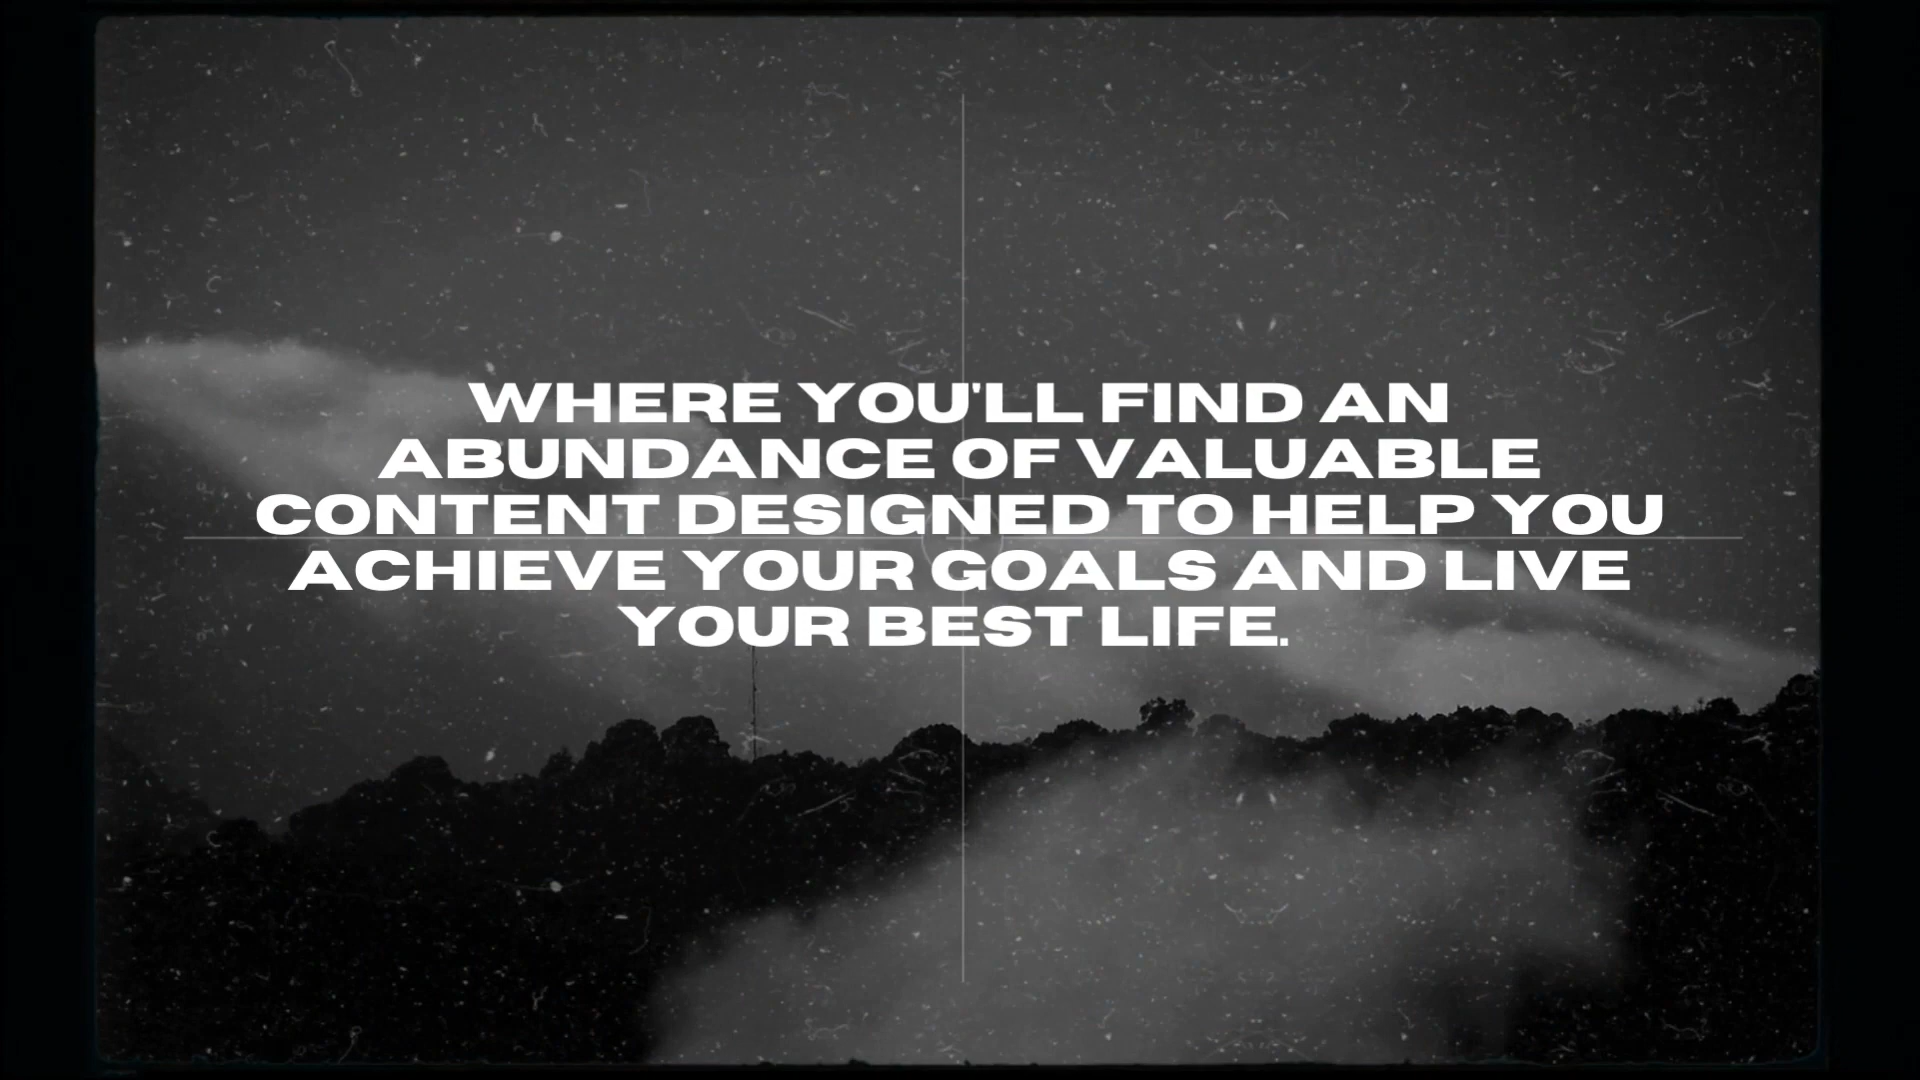 WHERE YOU'LL FIND AN
ABUNDANCE OF VALUABLE
CONTENT DESIGNED TO HELP YOU
ACHIEVE YOUR GOALS AND LIVE
YOUR BEST LIFE.